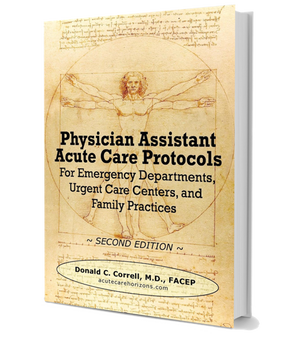 Physician Assistant
Acute Care Protocols
For Emergency Departments,
Urgent Care Centers, and
Family Practices
~ SECOND EDITION ~
Donald C. Correll, M.D., FACEP
acutecarehorizons.com